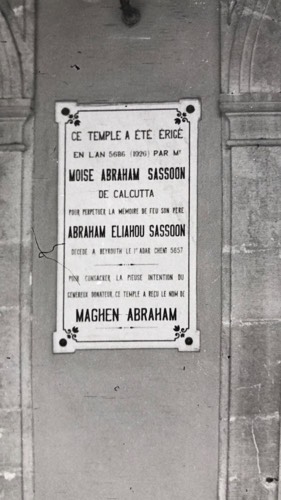 CE TEMPLE A ÉTÉ ÉRIGÉ
EN L'AN 5686 (1926) PAR Mr
MOISE ABRAHAM SASSOON
DE CALCUTTA
POUR PERPETUER LA MÉMOIRE DE FEU SON PÈRE
ABRAHAM ELIAHOU SASSOON
DÉCÉDÉ A BEYROUTH LE 1er ADAR CHENI 5657
POUR CONSACRER LA PIEUSE INTENTION DU
GENEREUX DONATEUR, CE TEMPLE A REÇU LE NOM DE
MAGHEN ABRAHAM